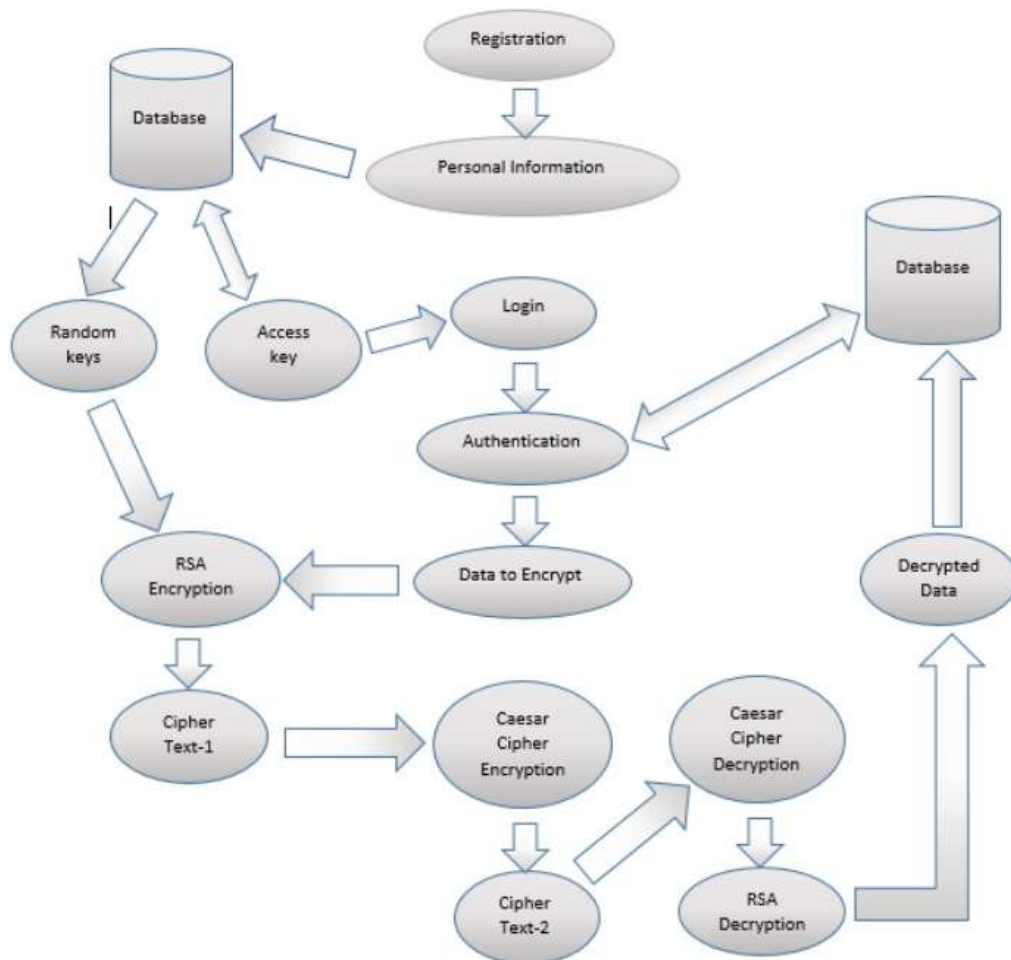 Registration
Database
Personal Information
Database
Login
Random
keys
Access
key
Authentication
RSA
Encryption
Data to Encrypt
Decrypted
Data
Cipher
Text-1
Caesar
Cipher
Encryption
Caesar
Cipher
Decryption
Cipher
Text-2
RSA
Decryption